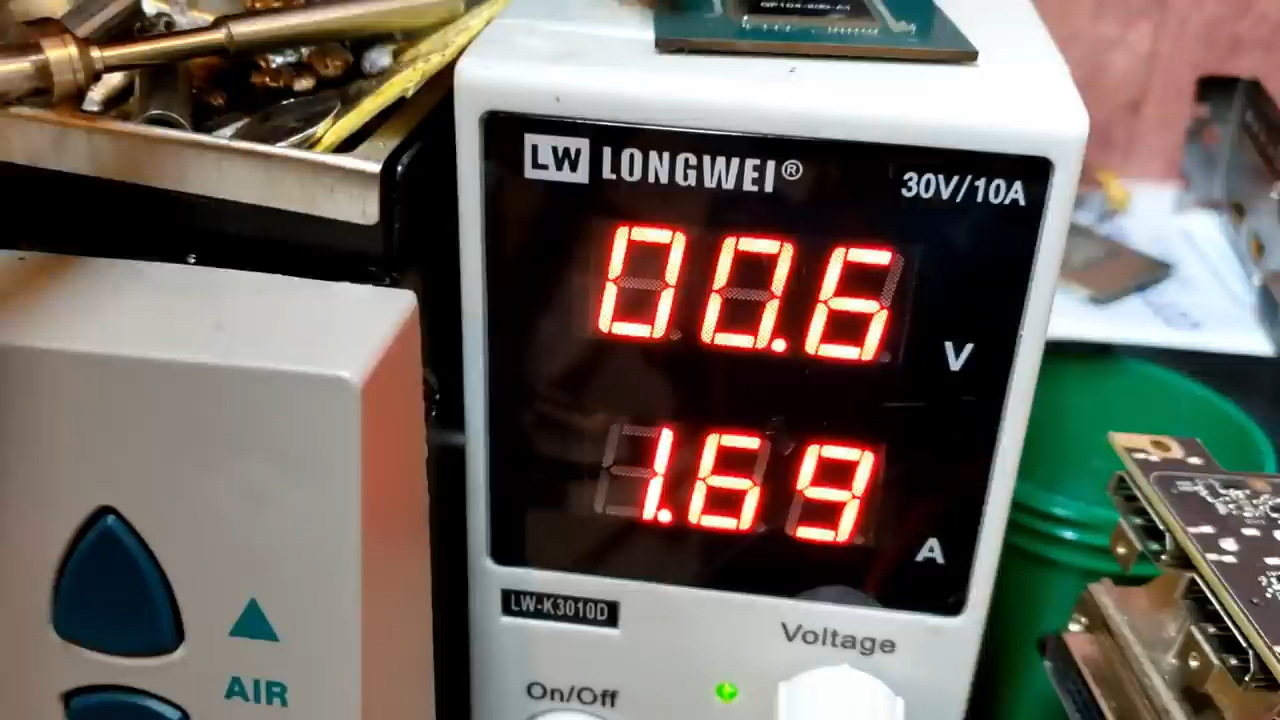 LW LONGWEI®
30V/10A
00.6
V
1.69
A
LW-K3010D
Voltage
On/Off
AIR